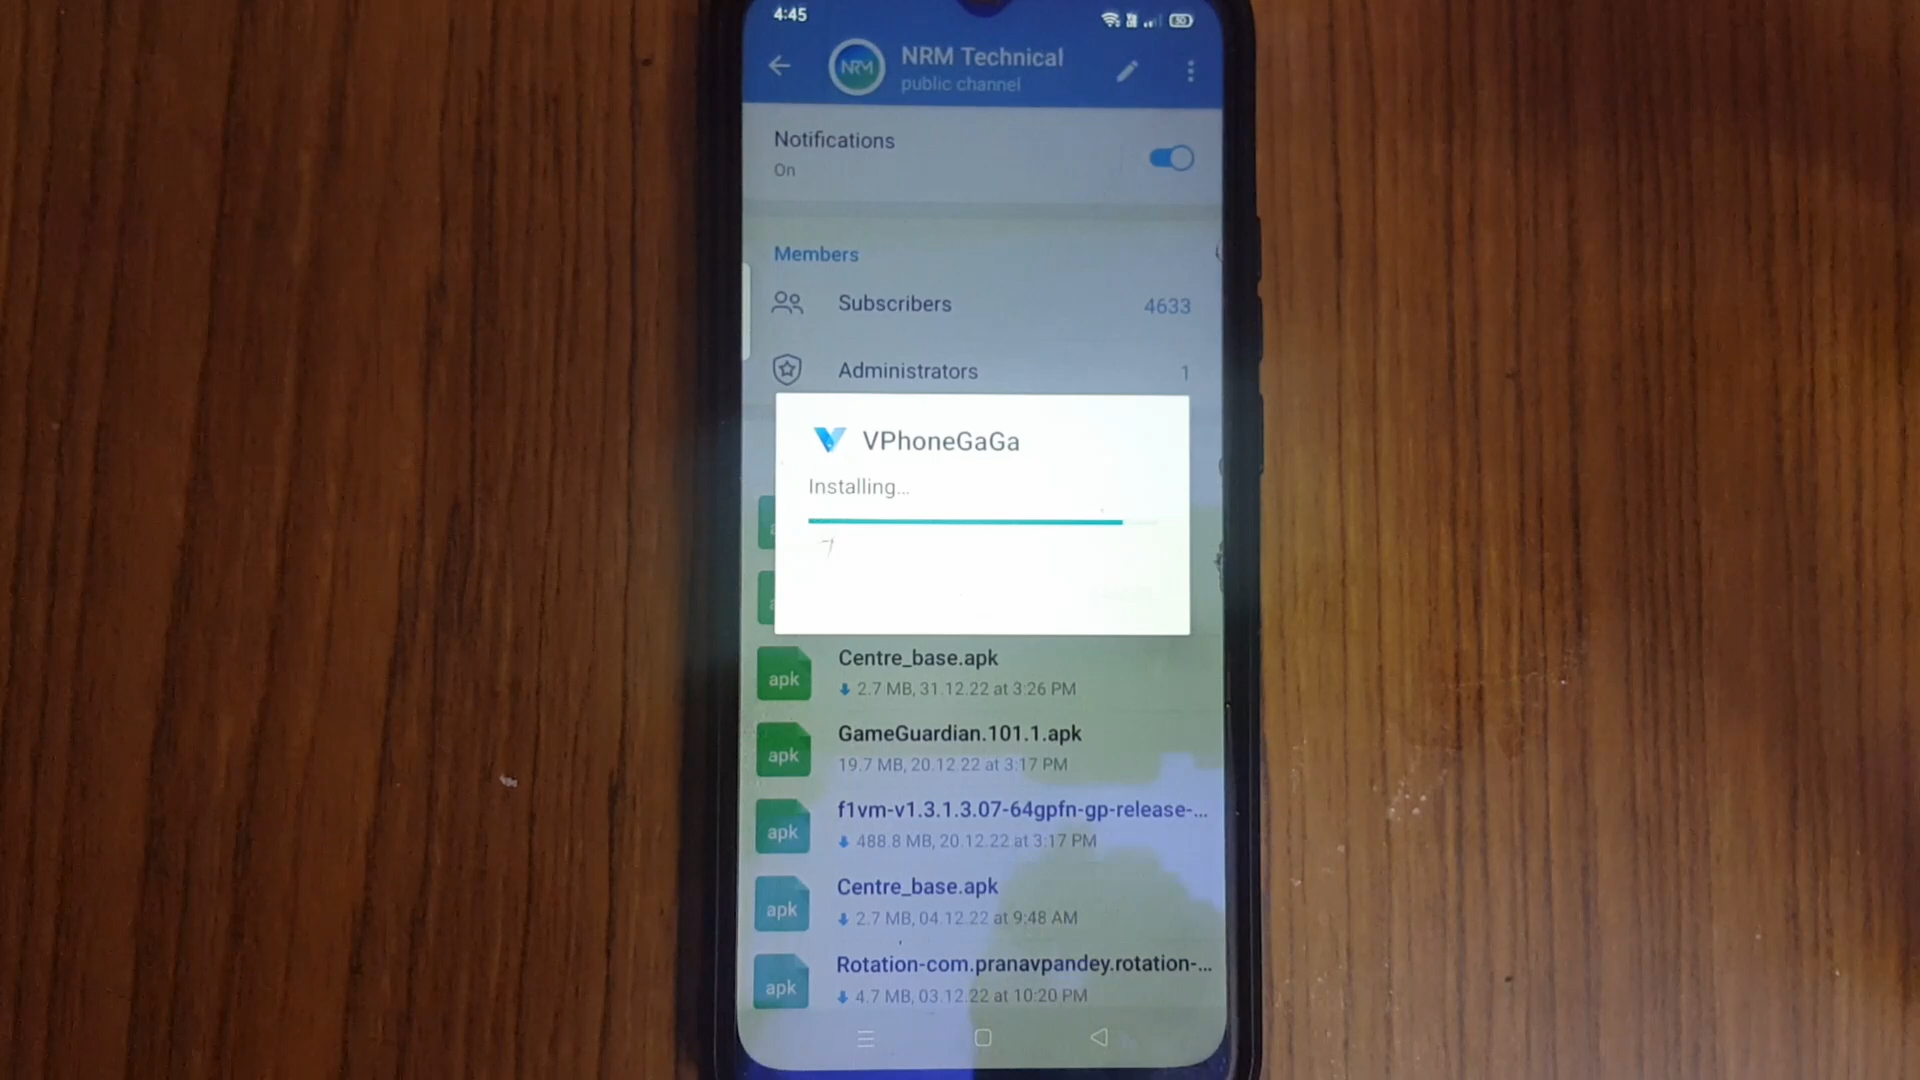 4:45
50
NRM
NRM Technical
public channel
Notifications
On
Members
Subscribers
4633
Administrators
1
VPhoneGaGa
Installing...
apk
Centre_base.apk
2.7 MB, 31.12.22 at 3:26 PM
apk
GameGuardian.101.1.apk
19.7 MB, 20.12.22 at 3:17 PM
apk
f1vm-v1.3.1.3.07-64gpfn-gp-release-...
488.8 MB, 20.12.22 at 3:17 PM
apk
Centre_base.apk
2.7 MB, 04.12.22 at 9:48 AM
apk
Rotation-com.pranavpandey.rotation-...
4.7 MB, 03.12.22 at 10:20 PM